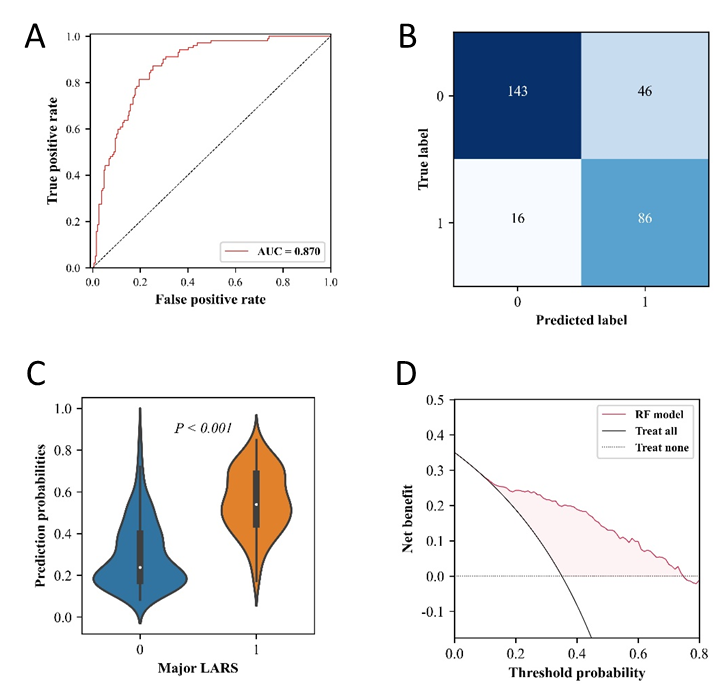 A
1.0
0.8
0.6
0.4
0.2
0.0
True positive rate
0.0 0.2 0.4 0.6 0.8 1.0
False positive rate
AUC = 0.870
B
True label
0
1
143 46
16 86
0 1
Predicted label
C
1.0
0.8
0.6
0.4
0.2
0.0
Prediction probabilities
P < 0.001
0 1
Major LARS
D
0.5
0.4
0.3
0.2
0.1
0.0
-0.1
Net benefit
RF model
Treat all
Treat none
0.0 0.2 0.4 0.6 0.8
Threshold probability